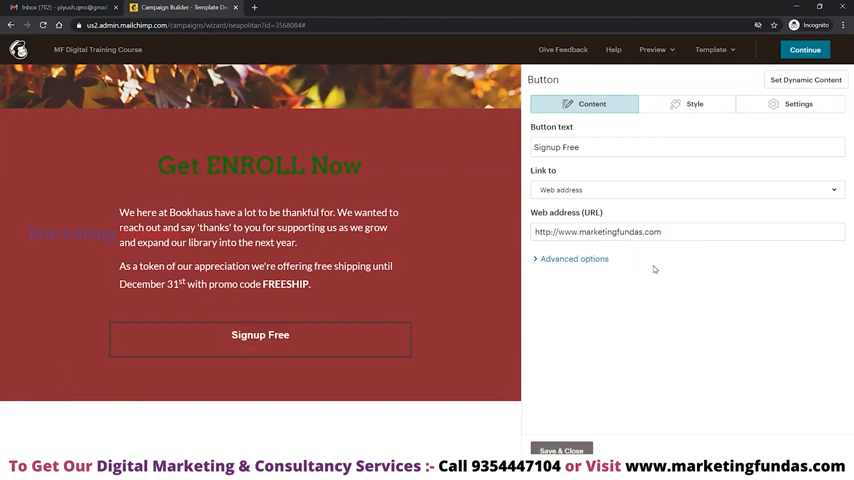 Inbox (702) - piyush.qms@gmail
Campaign Builder - Template De
us2.admin.mailchimp.com/campaigns/wizard/neapolitan?id=3568084#
Incognito
MF Digital Training Course
Give Feedback
Help
Preview
Template
Continue
Button
Set Dynamic Content
Content
Style
Settings
Button text
Signup Free
Link to
Web address
Web address (URL)
http://www.marketingfundas.com
Advanced options
Save & Close
Get ENROLL Now
We here at Bookhaus have a lot to be thankful for. We wanted to
reach out and say 'thanks' to you for supporting us as we grow
and expand our library into the next year.
Marketing
As a token of our appreciation we're offering free shipping until
December 31st with promo code FREESHIP.
Signup Free
To Get Our Digital Marketing & Consultancy Services :- Call 9354447104 or Visit www.marketingfundas.com